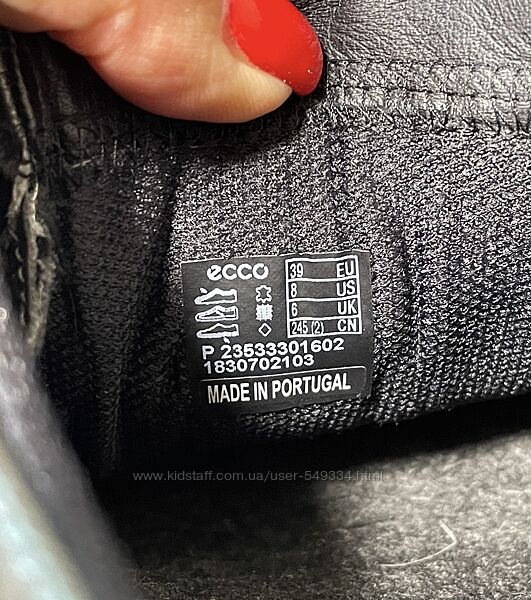 ecco
39 EU
8 US
6 UK
245 (2) CN
P 23533301602
1830702103
MADE IN PORTUGAL
www.kidstaff.com.ua/user-549334.html